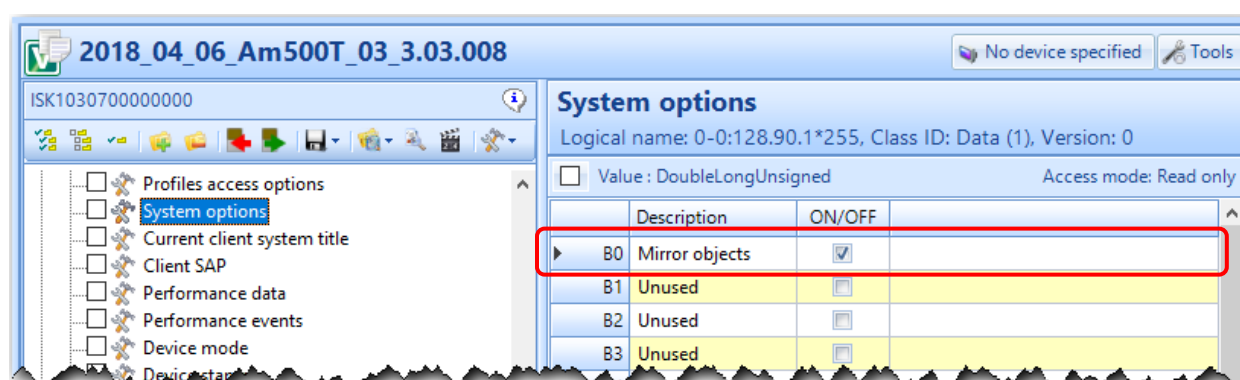 2018_04_06_Am500T_03_3.03.008
No device specified
Tools
ISK1030700000000
System options
Logical name: 0-0:128.90.1*255, Class ID: Data (1), Version: 0
Value : DoubleLongUnsigned
Access mode: Read only
Profiles access options
System options
Current client system title
Client SAP
Performance data
Performance events
Device mode
Description ON/OFF
B0 Mirror objects
B1 Unused
B2 Unused
B3 Unused